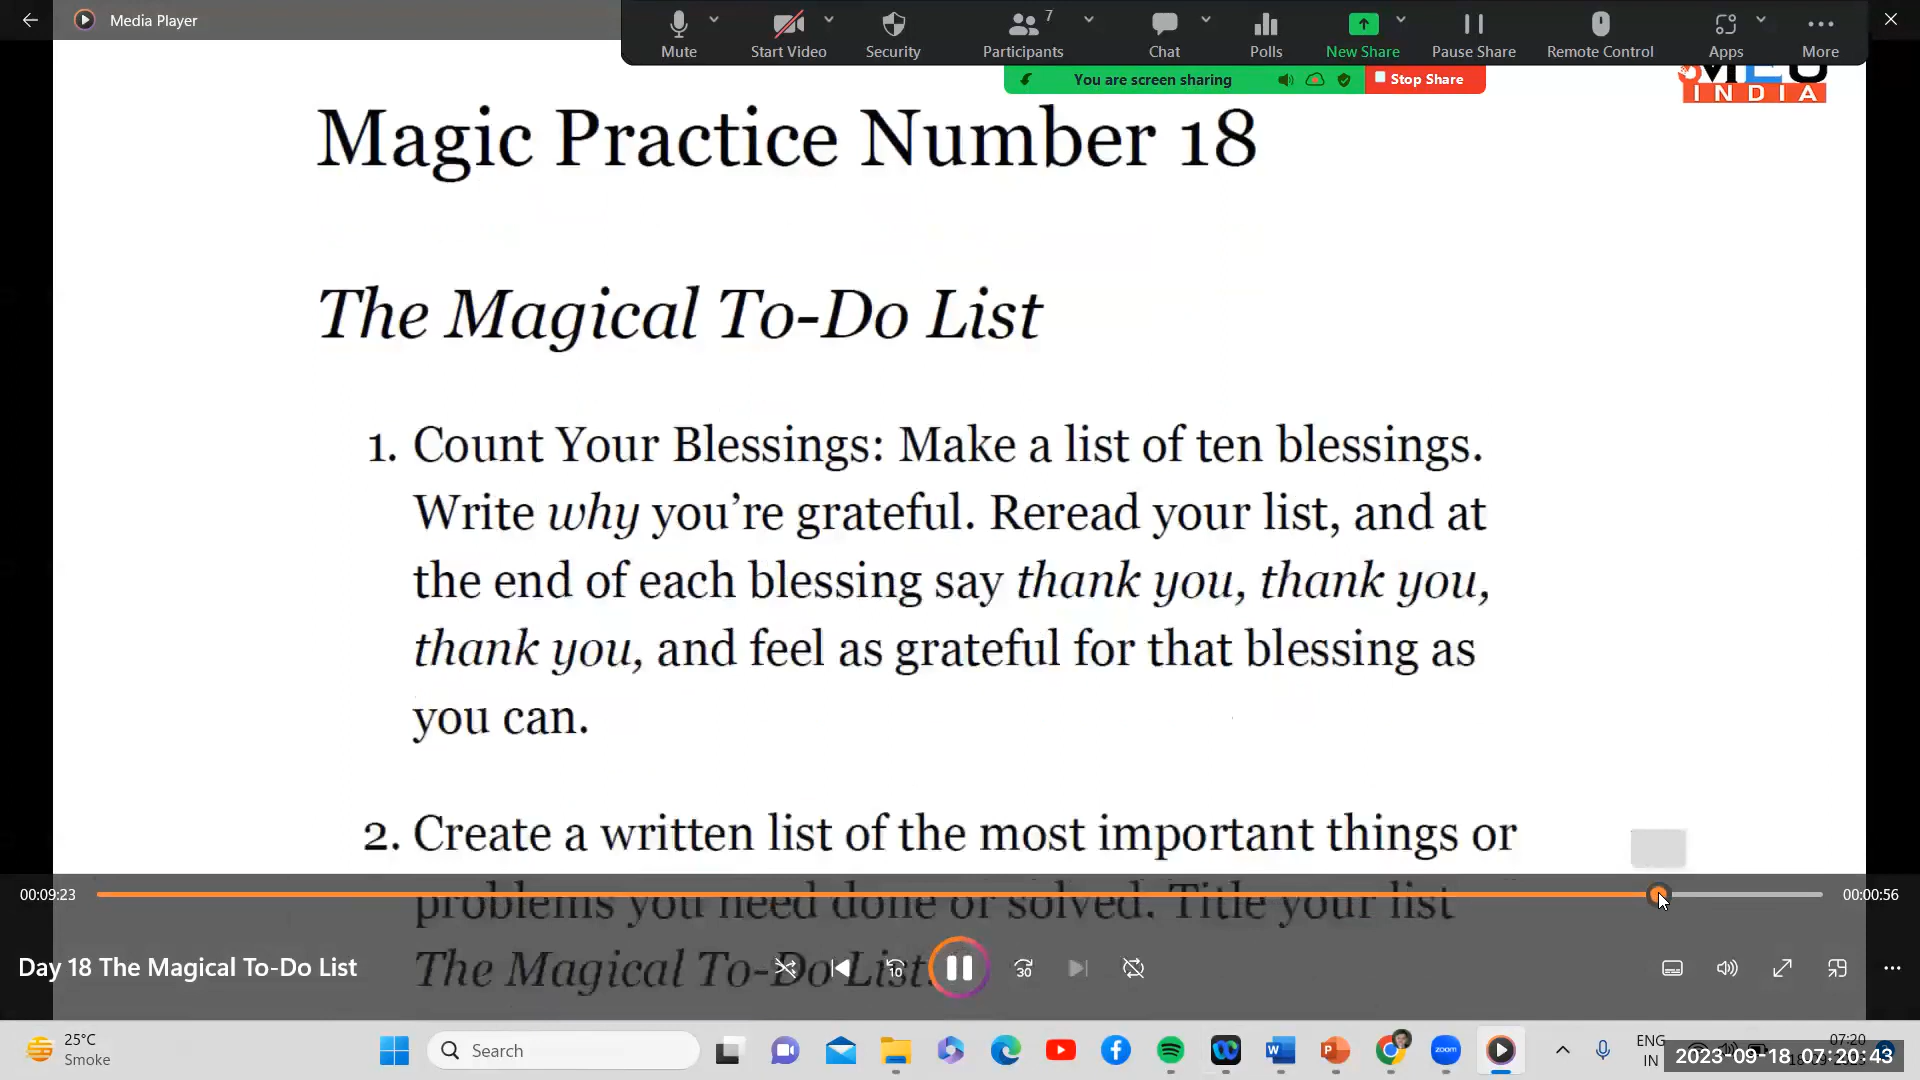 Media Player
7
Mute
Start Video
Security
Participants
Chat
Polls
New Share
Pause Share
Remote Control
Apps
More
You are screen sharing
Stop Share
INDIA
Magic Practice Number 18
The Magical To-Do List
1. Count Your Blessings: Make a list of ten blessings.
Write why you're grateful. Reread your list, and at
the end of each blessing say thank you, thank you,
thank you, and feel as grateful for that blessing as
you can.
2. Create a written list of the most important things or
problems you need done or solved. Title your list
The Magical To-Do List.
00:09:23
00:00:56
Day 18 The Magical To-Do List
10
30
25°C
Smoke
Search
zoom
ENG
IN
07:20
2023-09-18 07:20:43